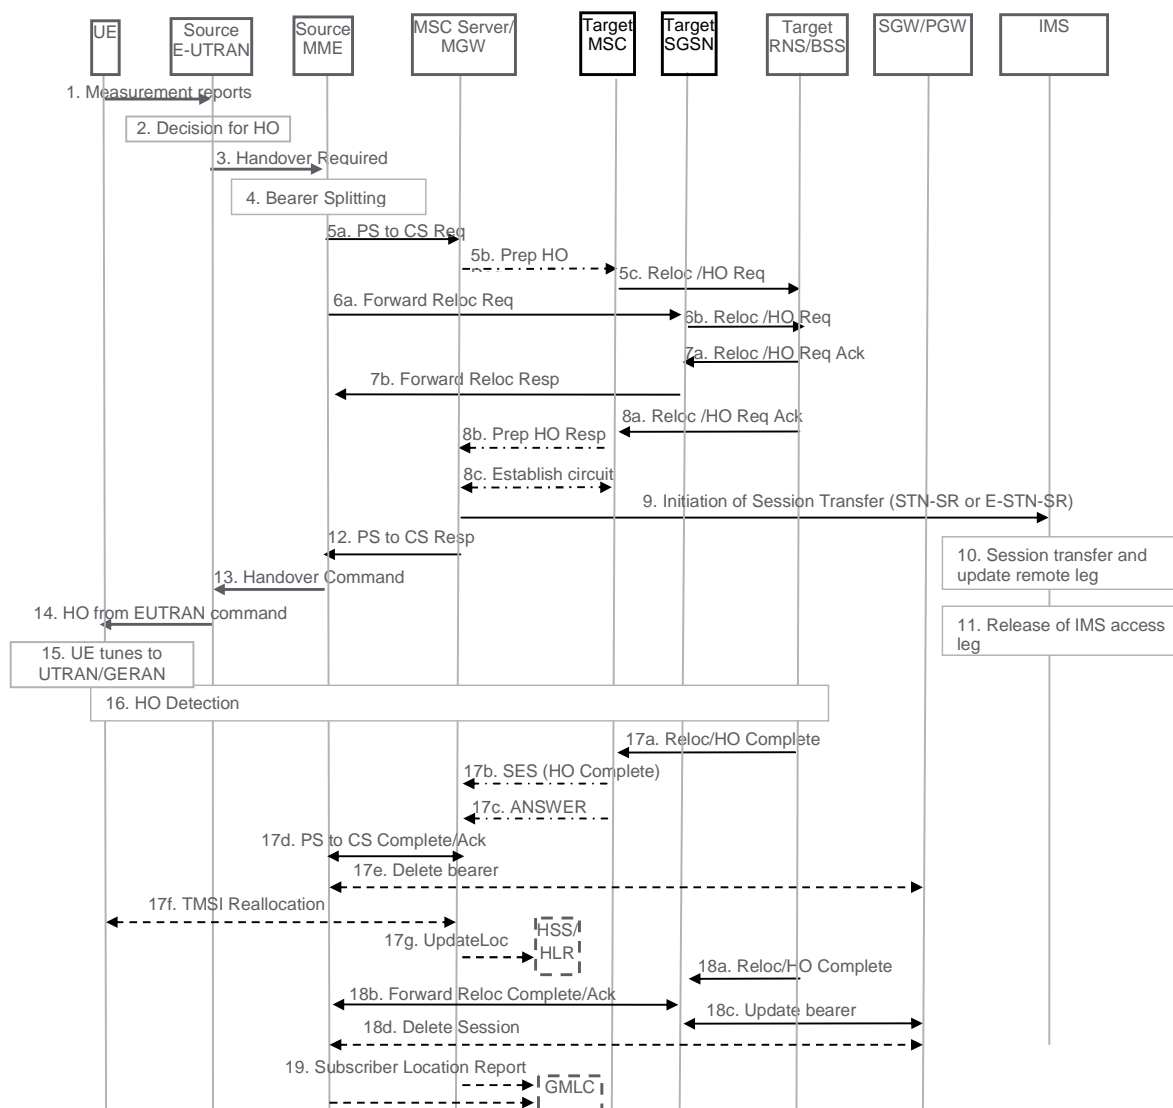 UE
Source
E-UTRAN
Source
MME
MSC Server/
MGW
Target
MSC
Target
SGSN
Target
RNS/BSS
SGW/PGW
IMS
1. Measurement reports
2. Decision for HO
3. Handover Required
4. Bearer Splitting
5a. PS to CS Req
5b. Prep HO
5c. Reloc /HO Req
6a. Forward Reloc Req
6b. Reloc /HO Req
7a. Reloc /HO Req Ack
7b. Forward Reloc Resp
8a. Reloc /HO Req Ack
8b. Prep HO Resp
8c. Establish circuit
9. Initiation of Session Transfer (STN-SR or E-STN-SR)
12. PS to CS Resp
10. Session transfer and
update remote leg
13. Handover Command
14. HO from EUTRAN command
11. Release of IMS access
leg
15. UE tunes to
UTRAN/GERAN
16. HO Detection
17a. Reloc/HO Complete
17b. SES (HO Complete)
17c. ANSWER
17d. PS to CS Complete/Ack
17e. Delete bearer
17f. TMSI Reallocation
HSS/
HLR
17g. UpdateLoc
18a. Reloc/HO Complete
18b. Forward Reloc Complete/Ack
18c. Update bearer
18d. Delete Session
19. Subscriber Location Report
GMLC